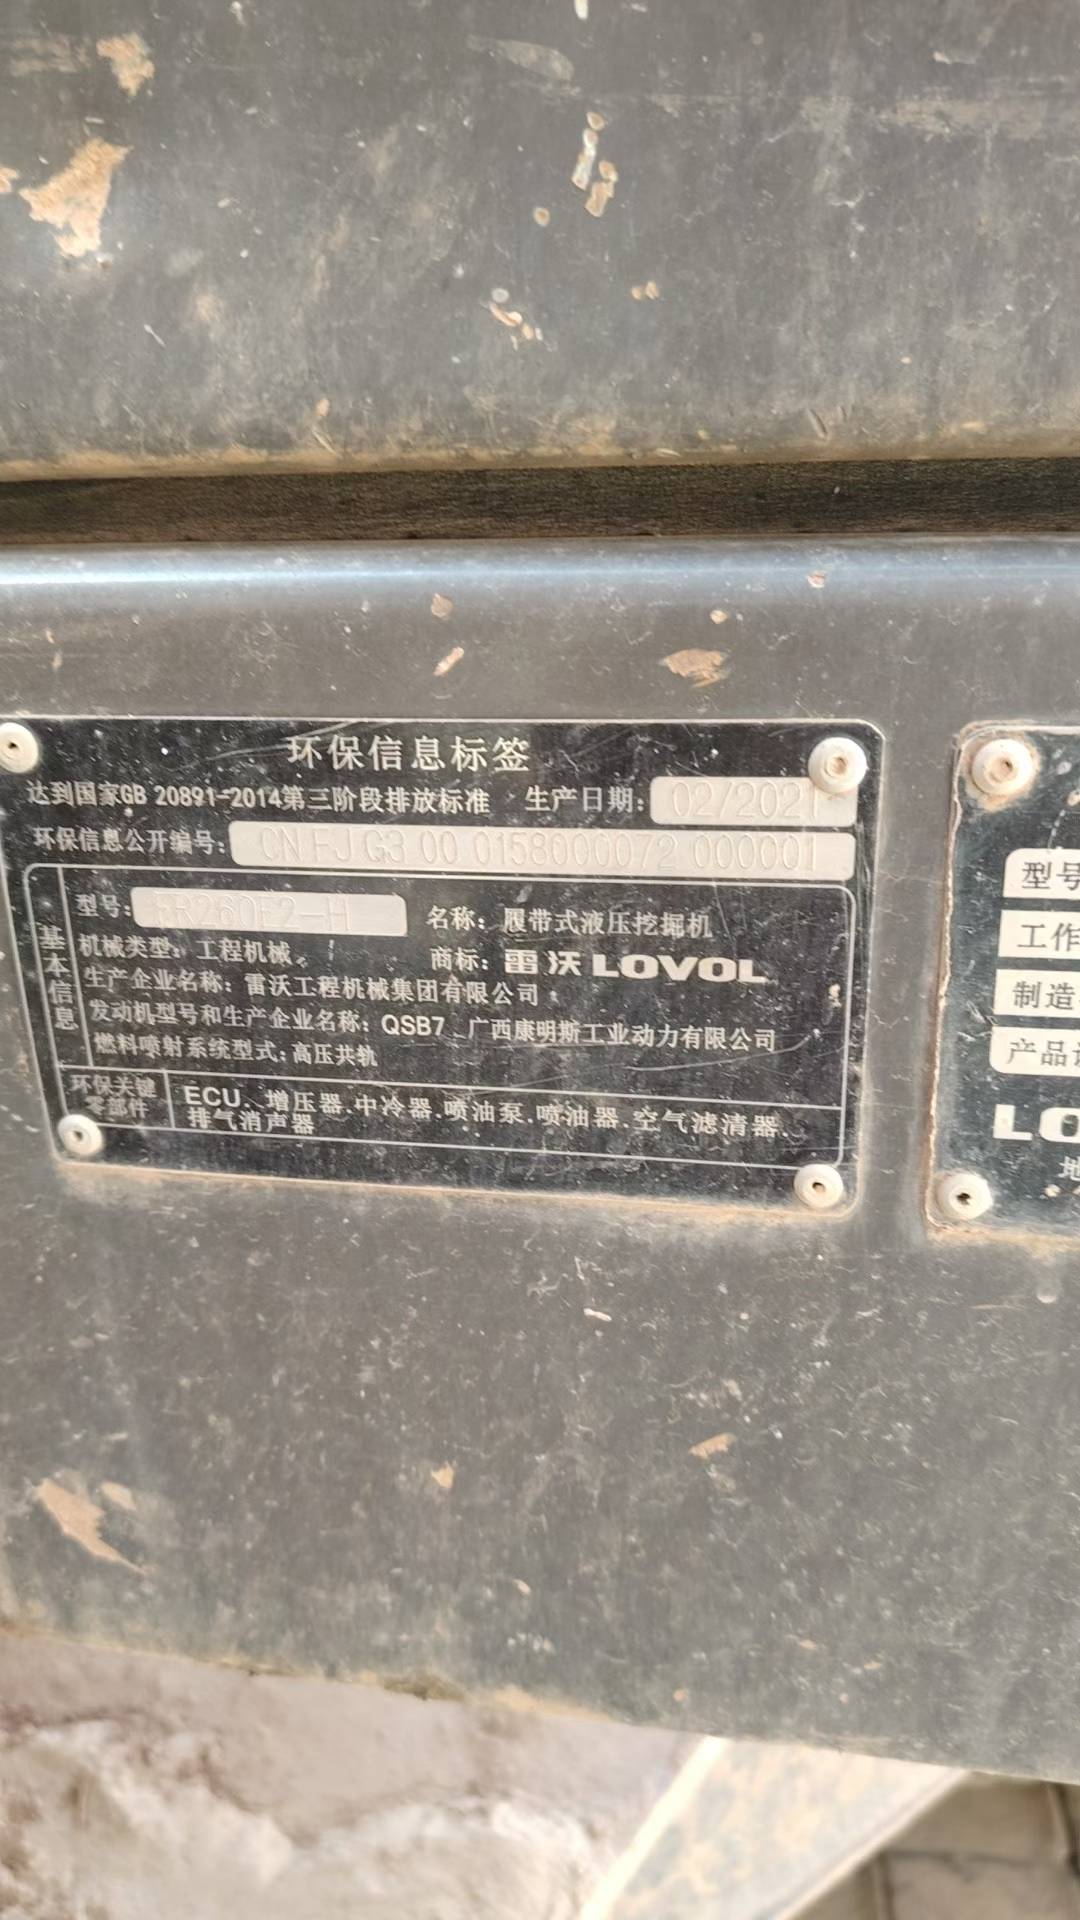 环保信息标签
达到国家GB 20891-2014第三阶段排放标准 生产日期: 02/2021
环保信息公开编号: CN FJ G3 00 0158000072 000001
基本信息
型号: FR260E2-H 名称: 履带式液压挖掘机
机械类型: 工程机械 商标: 雷沃 LOVOL
生产企业名称: 雷沃工程机械集团有限公司
发动机型号和生产企业名称: QSB7 广西康明斯工业动力有限公司
燃料喷射系统型式: 高压共轨
环保关键零部件
ECU、增压器.中冷器.喷油泵.喷油器.空气滤清器.
排气消声器
型号
工作
制造
产品
LO
地